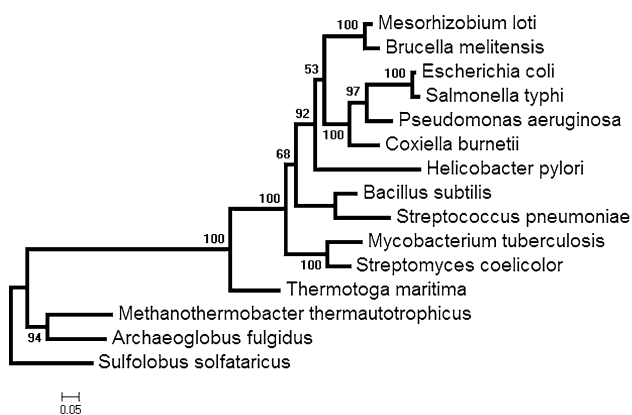 100 Mesorhizobium loti
Brucella melitensis
53
100 Escherichia coli
97
Salmonella typhi
92
Pseudomonas aeruginosa
100
Coxiella burnetii
68
Helicobacter pylori
Bacillus subtilis
100
Streptococcus pneumoniae
100
Mycobacterium tuberculosis
100 Streptomyces coelicolor
Thermotoga maritima
Methanothermobacter thermautotrophicus
94 Archaeoglobus fulgidus
Sulfolobus solfataricus
0.05